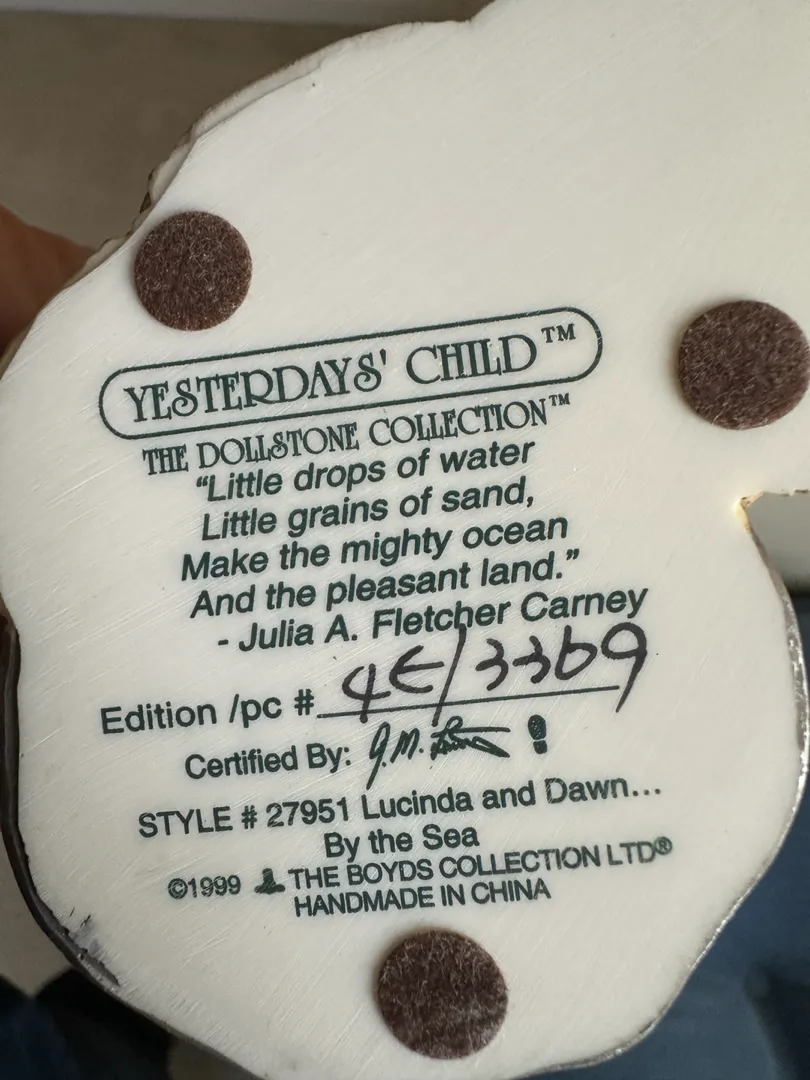 YESTERDAYS' CHILD™
THE DOLLSTONE COLLECTION™
“Little drops of water
Little grains of sand,
Make the mighty ocean
And the pleasant land.”
- Julia A. Fletcher Carney
Edition /pc # 4E/3369
Certified By: J.M.
STYLE # 27951 Lucinda and Dawn...
By the Sea
©1999 THE BOYDS COLLECTION LTD®
HANDMADE IN CHINA